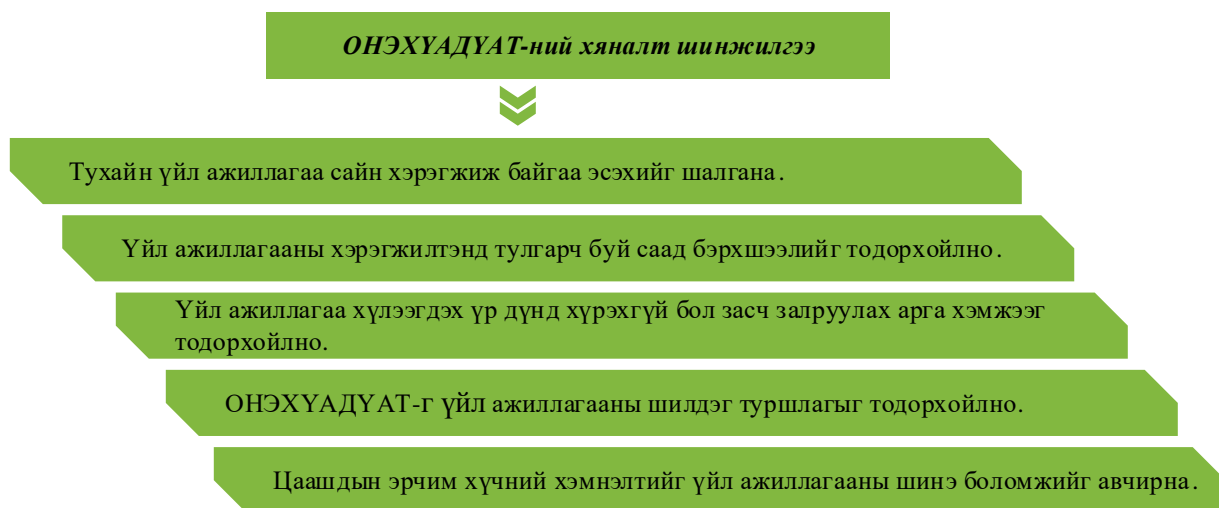 ОНЭХҮАДҮАТ-ний хяналт шинжилгээ
Тухайн үйл ажиллагаа сайн хэрэгжиж байгаа эсэхийг шалгана.
Үйл ажиллагааны хэрэгжилтэнд тулгарч буй саад бэрхшээлийг тодорхойлно.
Үйл ажиллагаа хүлээгдэх үр дүнд хүрэхгүй бол засч залруулах арга хэмжээг
тодорхойлно.
ОНЭХҮАДҮАТ-г үйл ажиллагааны шилдэг туршлагыг тодорхойлно.
Цаашдын эрчим хүчний хэмнэлтийг үйл ажиллагааны шинэ боломжийг авчирна.